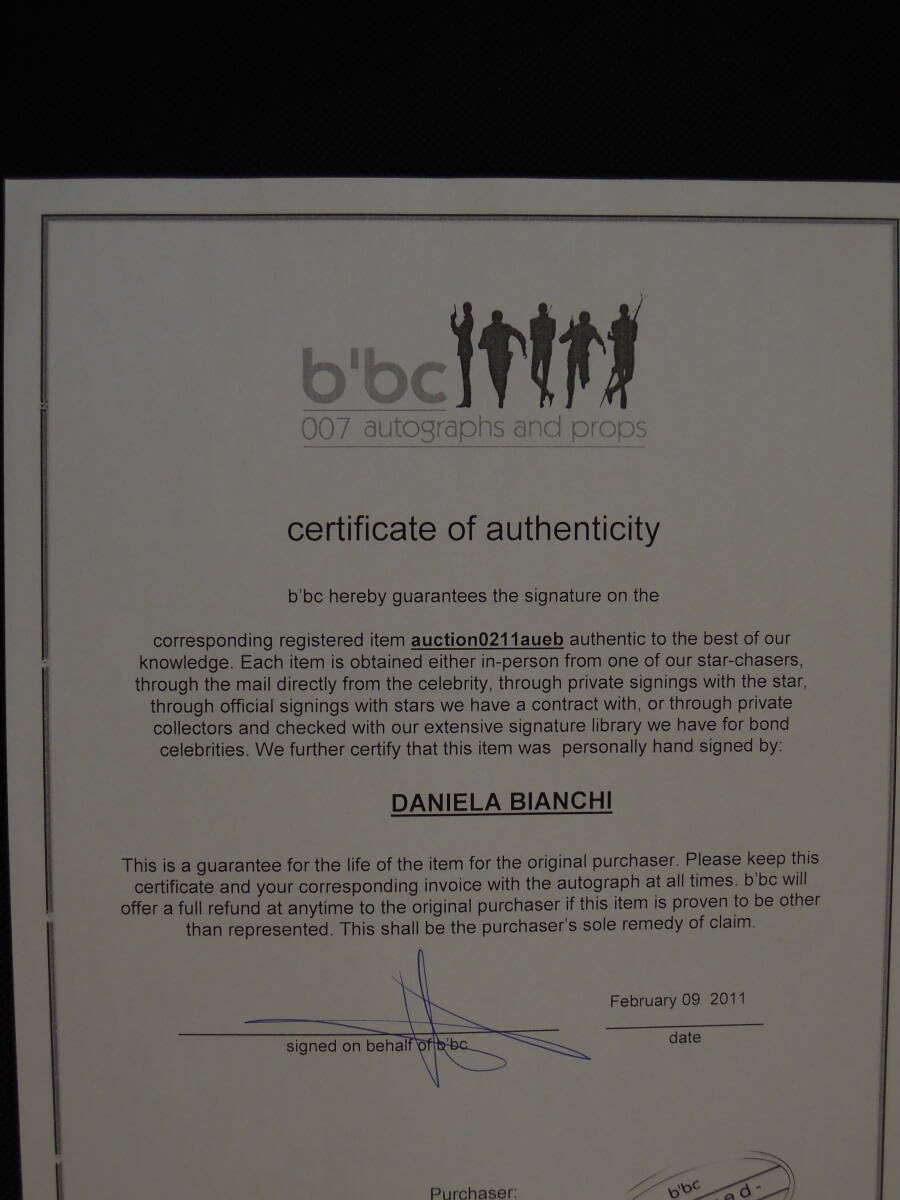 b'bc
007 autographs and props
certificate of authenticity
b'bc hereby guarantees the signature on the
corresponding registered item auction0211aueb authentic to the best of our
knowledge. Each item is obtained either in-person from one of our star-chasers,
through the mail directly from the celebrity, through private signings with the star,
through official signings with stars we have a contract with, or through private
collectors and checked with our extensive signature library we have for bond
celebrities. We further certify that this item was personally hand signed by:
DANIELA BIANCHI
This is a guarantee for the life of the item for the original purchaser. Please keep this
certificate and your corresponding invoice with the autograph at all times. b'bc will
offer a full refund at anytime to the original purchaser if this item is proven to be other
than represented. This shall be the purchaser's sole remedy of claim.
February 09 2011
signed on behalf of b'bc
date
Purchaser:
b'bc